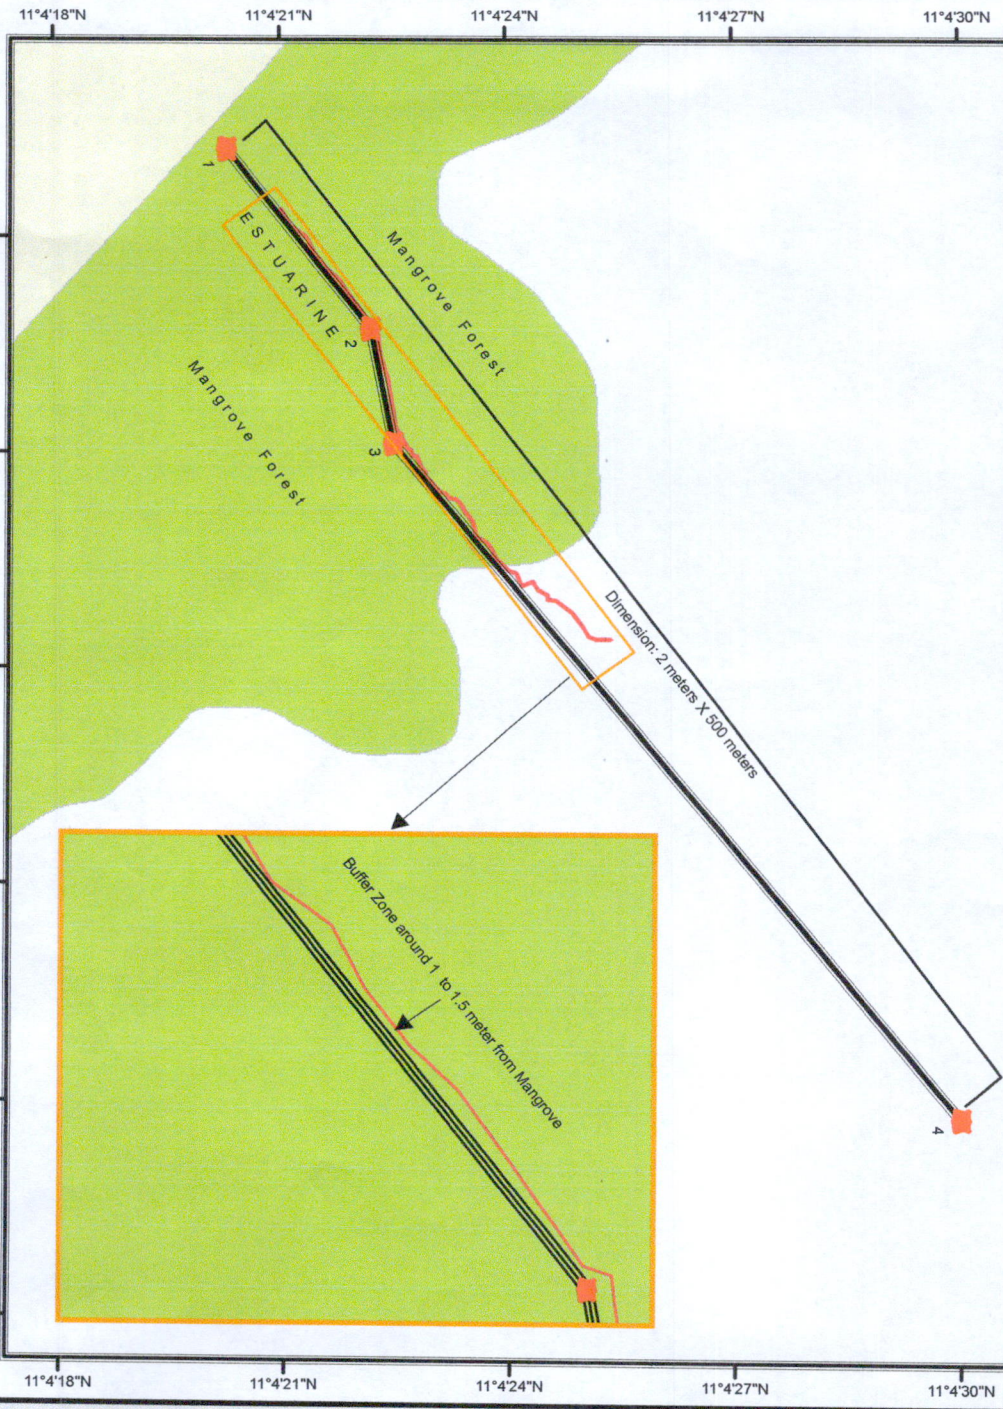 11°4'18"N 11°4'21"N 11°4'24"N 11°4'27"N 11°4'30"N
1
Mangrove Forest
ESTUARINE
2
Mangrove Forest
3
Dimension: 2 meters X 500 meters
Buffer Zone around 1 to 1.5 meter from Mangrove
4
11°4'18"N 11°4'21"N 11°4'24"N 11°4'27"N 11°4'30"N